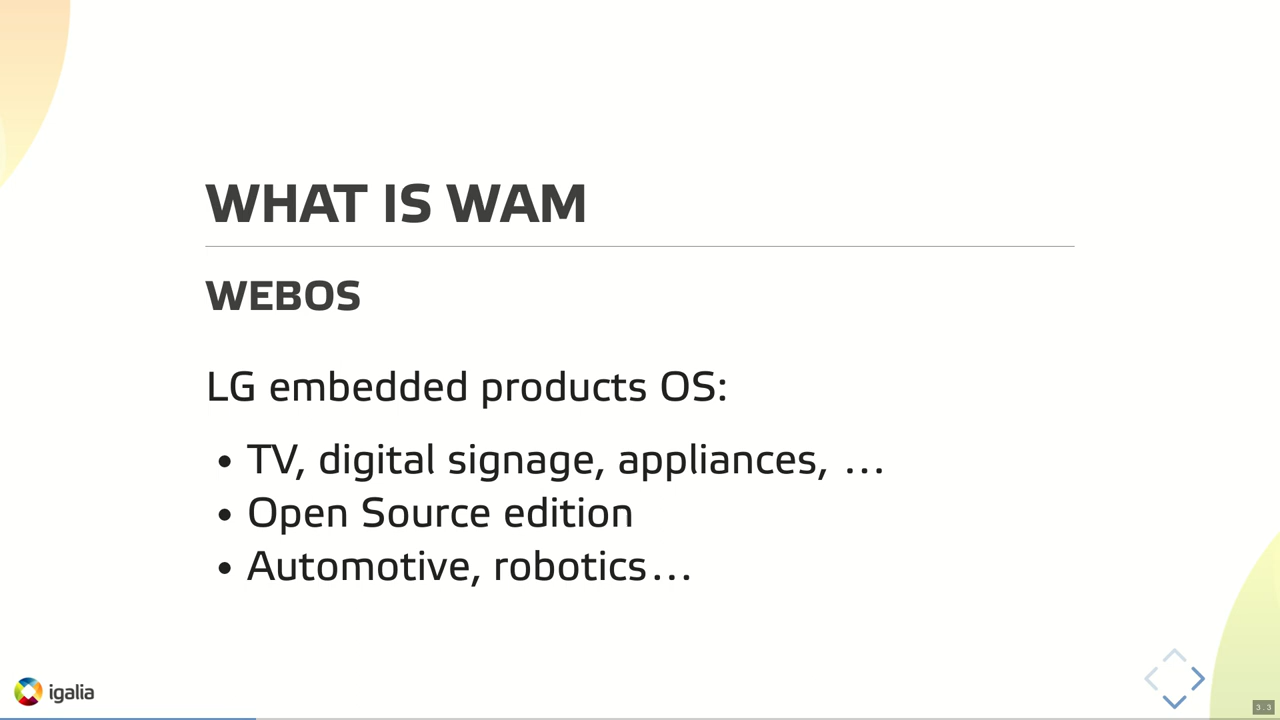 WHAT IS WAM
WEBOS
LG embedded products OS:
• TV, digital signage, appliances, …
• Open Source edition
• Automotive, robotics…
igalia
3.3